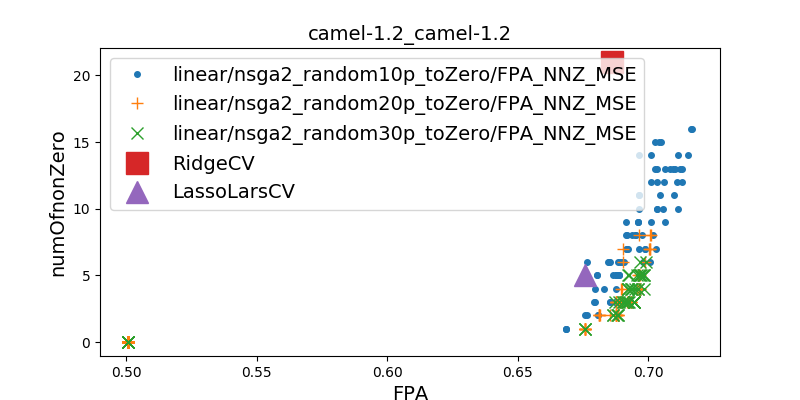 camel-1.2_camel-1.2
linear/nsga2_random10p_toZero/FPA_NNZ_MSE
linear/nsga2_random20p_toZero/FPA_NNZ_MSE
linear/nsga2_random30p_toZero/FPA_NNZ_MSE
RidgeCV
LassoLarsCV
numOfnonZero
20
15
10
5
0
0.50
0.55
0.60
0.65
0.70
FPA